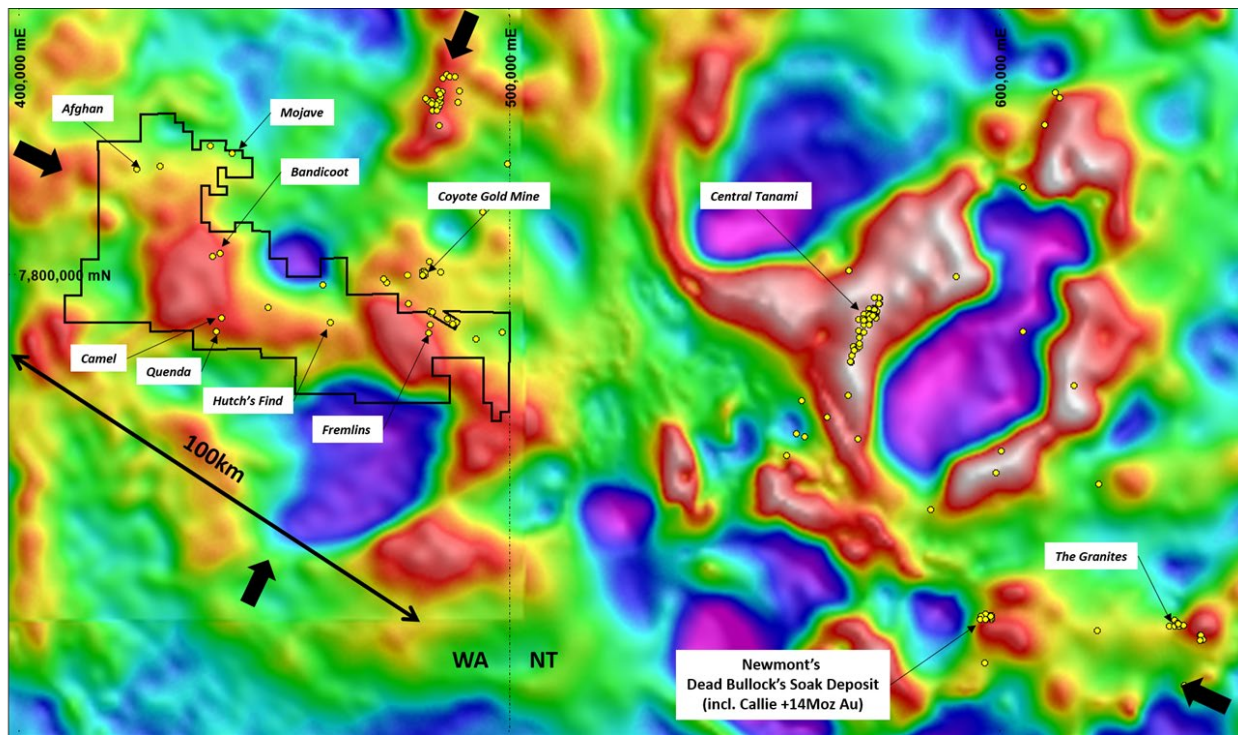 400,000 mE
500,000 mE
600,000 mE
Afghan
Mojave
Bandicoot
Coyote Gold Mine
Central Tanami
7,800,000 mN
Camel
Quenda
Hutch's Find
Fremlins
100km
The Granites
WA
NT
Newmont's
Dead Bullock's Soak Deposit
(incl. Callie +14Moz Au)